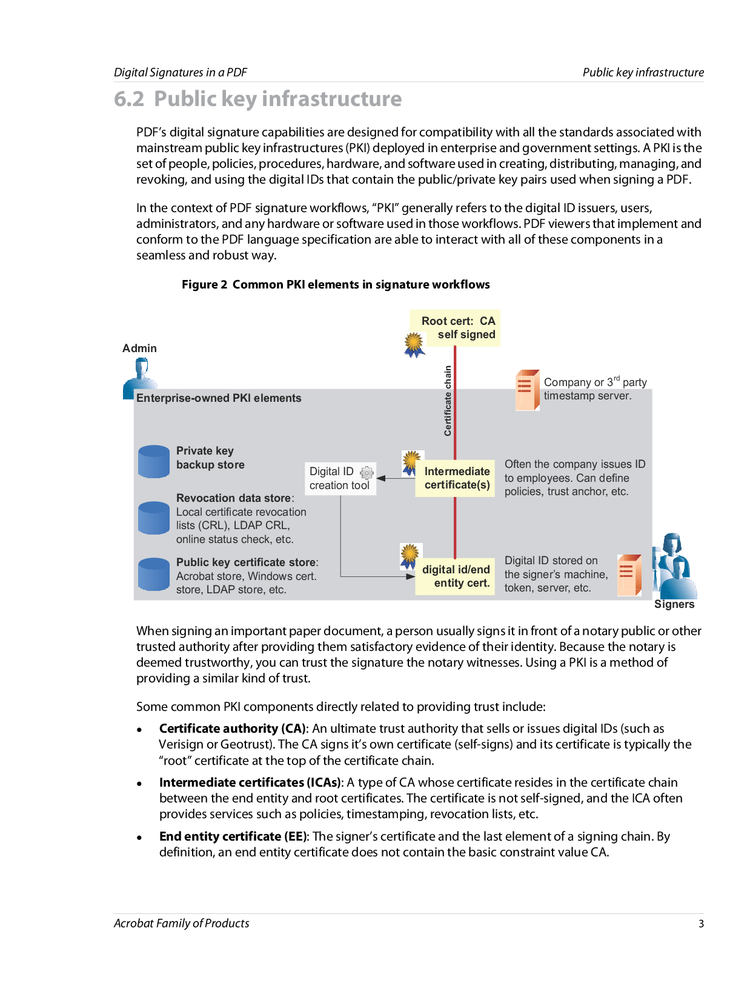 Digital Signatures in a PDF
Public key infrastructure
6.2 Public key infrastructure
PDF’s digital signature capabilities are designed for compatibility with all the standards associated with
mainstream public key infrastructures (PKI) deployed in enterprise and government settings. A PKI is the
set of people, policies, procedures, hardware, and software used in creating, distributing, managing, and
revoking, and using the digital IDs that contain the public/private key pairs used when signing a PDF.
In the context of PDF signature workflows, “PKI” generally refers to the digital ID issuers, users,
administrators, and any hardware or software used in those workflows. PDF viewers that implement and
conform to the PDF language specification are able to interact with all of these components in a
seamless and robust way.
Figure 2 Common PKI elements in signature workflows
Root cert: CA
self signed
Admin
Certificate chain
Company or 3rd party
timestamp server.
Enterprise-owned PKI elements
Private key
backup store
Digital ID
creation tool
Intermediate
certificate(s)
Often the company issues ID
to employees. Can define
policies, trust anchor, etc.
Revocation data store:
Local certificate revocation
lists (CRL), LDAP CRL,
online status check, etc.
Public key certificate store:
Acrobat store, Windows cert.
store, LDAP store, etc.
digital id/end
entity cert.
Digital ID stored on
the signer’s machine,
token, server, etc.
Signers
When signing an important paper document, a person usually signs it in front of a notary public or other
trusted authority after providing them satisfactory evidence of their identity. Because the notary is
deemed trustworthy, you can trust the signature the notary witnesses. Using a PKI is a method of
providing a similar kind of trust.
Some common PKI components directly related to providing trust include:
● Certificate authority (CA): An ultimate trust authority that sells or issues digital IDs (such as
Verisign or Geotrust). The CA signs it’s own certificate (self-signs) and its certificate is typically the
“root” certificate at the top of the certificate chain.
● Intermediate certificates (ICAs): A type of CA whose certificate resides in the certificate chain
between the end entity and root certificates. The certificate is not self-signed, and the ICA often
provides services such as policies, timestamping, revocation lists, etc.
● End entity certificate (EE): The signer’s certificate and the last element of a signing chain. By
definition, an end entity certificate does not contain the basic constraint value CA.
Acrobat Family of Products
3